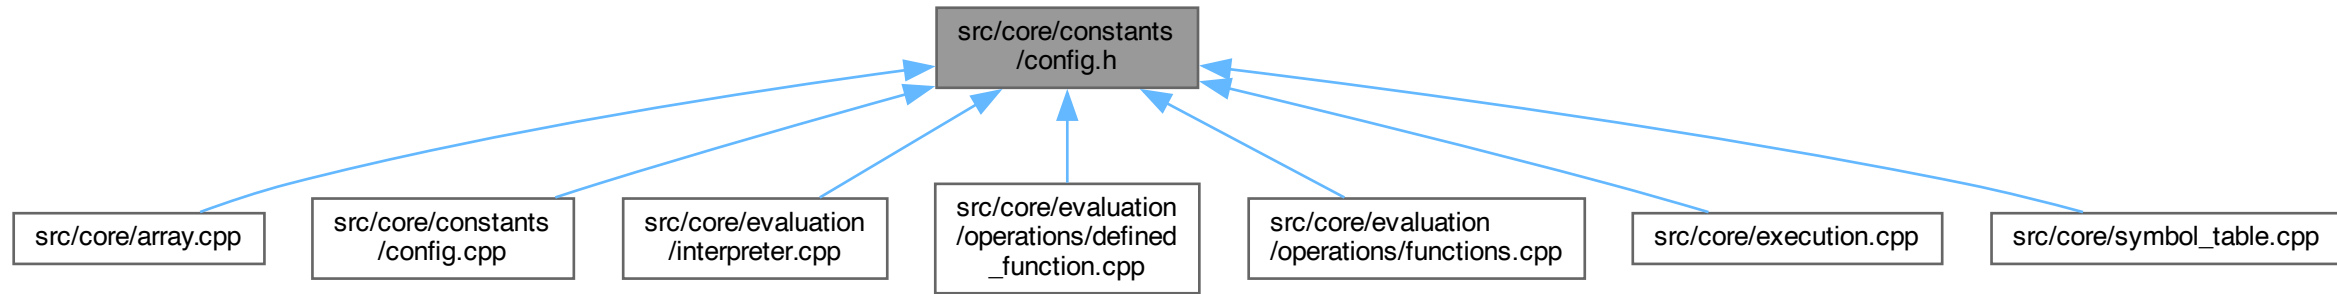 src/core/constants
/config.h
src/core/array.cpp
src/core/constants
/config.cpp
src/core/evaluation
/interpreter.cpp
src/core/evaluation
/operations/defined
_function.cpp
src/core/evaluation
/operations/functions.cpp
src/core/execution.cpp
src/core/symbol_table.cpp